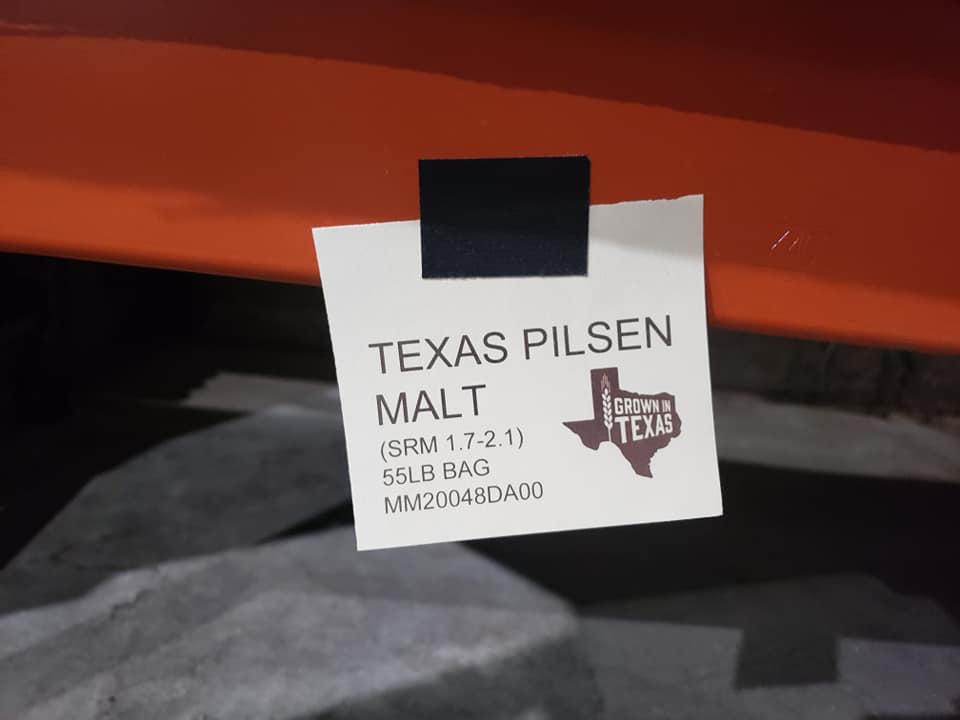 TEXAS PILSEN
MALT
(SRM 1.7-2.1)
55LB BAG
MM20048DA00
GROWN IN
TEXAS